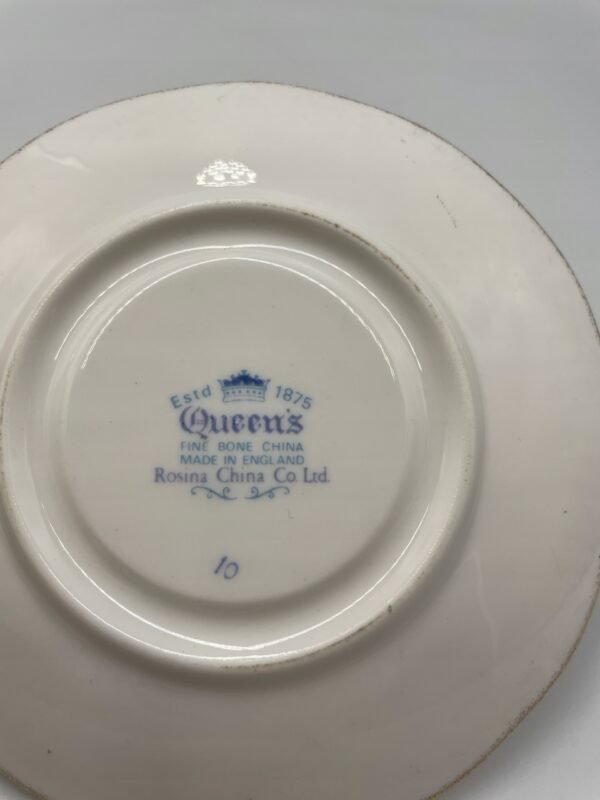 Estd 1875
Queen's
FINE BONE CHINA
MADE IN ENGLAND
Rosina China Co. Ltd.
10